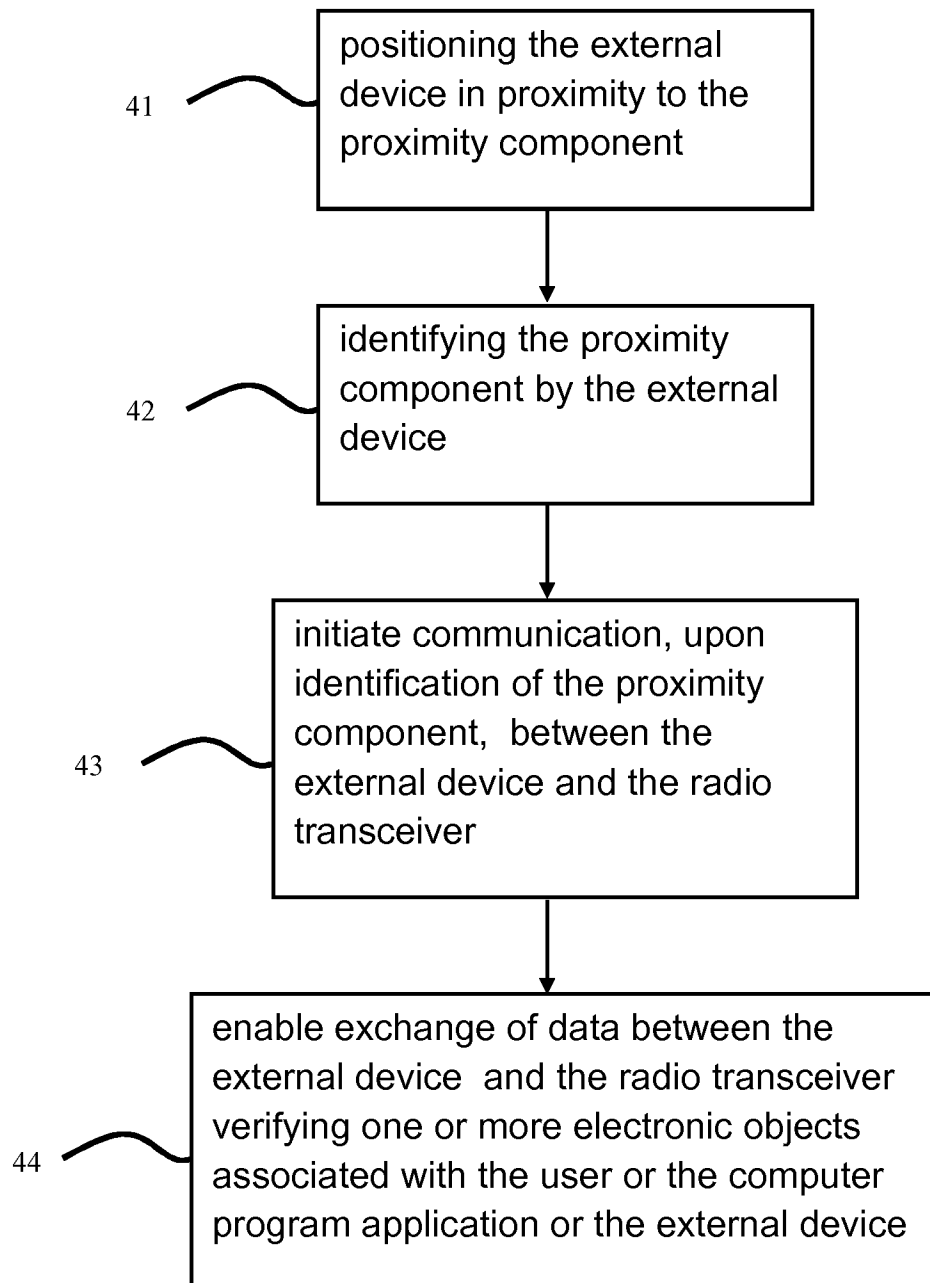 positioning the external
device in proximity to the
proximity component
41
identifying the proximity
component by the external
device
42
initiate communication, upon
identification of the proximity
component, between the
external device and the radio
transceiver
43
enable exchange of data between the
external device and the radio transceiver
verifying one or more electronic objects
associated with the user or the computer
program application or the external device
44